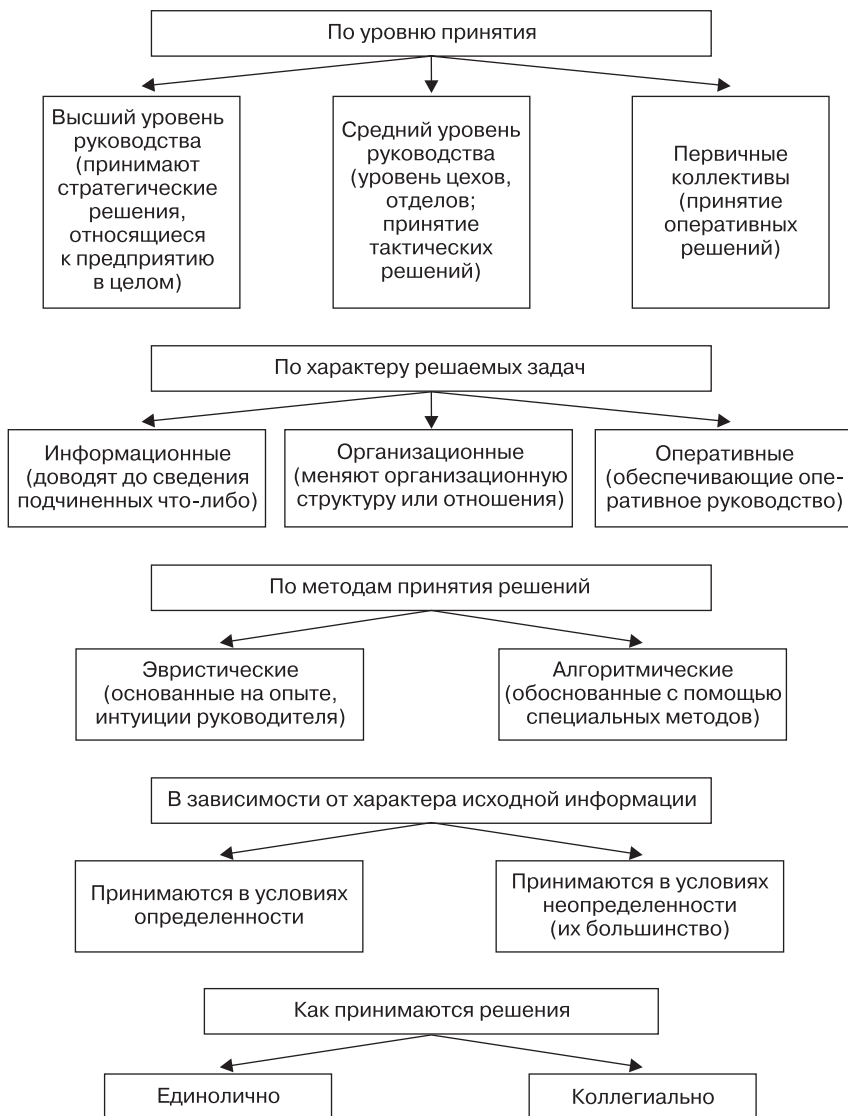 По уровню принятия
Высший уровень
руководства
(принимают
стратегические
решения,
относящиеся
к предприятию
в целом)
Средний уровень
руководства
(уровень цехов,
отделов;
принятие
тактических
решений)
Первичные
коллективы
(принятие
оперативных
решений)
По характеру решаемых задач
Информационные
(доводят до сведения
подчиненных что-либо)
Организационные
(меняют организационную
структуру или отношения)
Оперативные
(обеспечивающие опе-
ративное руководство)
По методам принятия решений
Эвристические
(основанные на опыте,
интуиции руководителя)
Алгоритмические
(обоснованные с помощью
специальных методов)
В зависимости от характера исходной информации
Принимаются в условиях
определенности
Принимаются в условиях
неопределенности
(их большинство)
Как принимаются решения
Единолично
Коллегиально